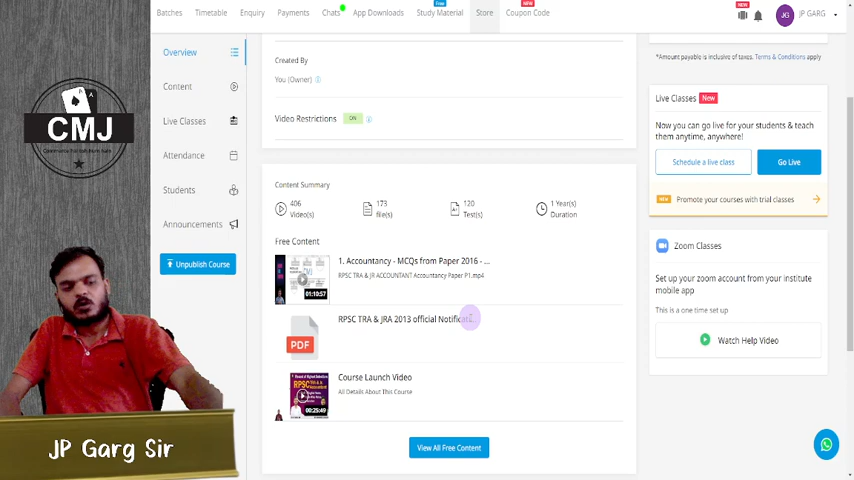 Batches
Timetable
Enquiry
Payments
Chats
App Downloads
Free
Study Material
Store
New
Coupon Code
NEW
JG
JP GARG
Overview
Content
Live Classes
Attendance
Students
Announcements
Unpublish Course
CMJ
JP Garg Sir
Created By
You (Owner)
Video Restrictions
ON
Content Summary
406
Video(s)
173
file(s)
120
Test(s)
1 Year(s)
Duration
Free Content
1. Accountancy - MCQs from Paper 2016 - ...
RPSC TRA & JR ACCOUNTANT Accountancy Paper P1.mp4
01:10:57
RPSC TRA & JRA 2013 official
PDF
Course Launch Video
All Details About This Course
00:25:49
View All Free Content
*Amount payable is inclusive of taxes. Terms & Conditions apply
Live Classes New
Now you can go live for your students & teach
them anytime, anywhere!
Schedule a live class
Go Live
NEW
Promote your courses with trial classes
Zoom Classes
Set up your zoom account from your institute
mobile app
This is a one time set up
Watch Help Video